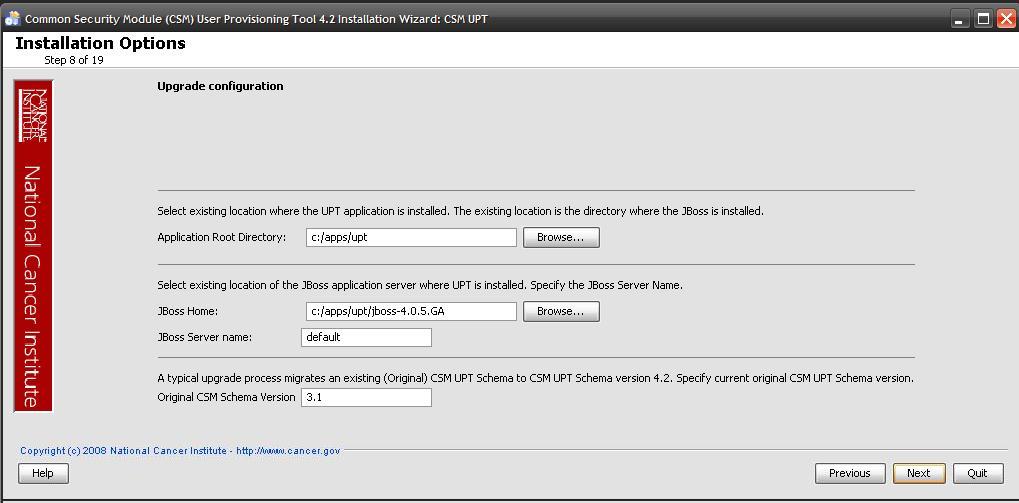 Common Security Module (CSM) User Provisioning Tool 4.2 Installation Wizard: CSM UPT
Installation Options
Step 8 of 19
NATIONAL
CANCER
INSTITUTE
National Cancer Institute
Upgrade configuration
Select existing location where the UPT application is installed. The existing location is the directory where the JBoss is installed.
Application Root Directory: c:/apps/upt Browse...
Select existing location of the JBoss application server where UPT is installed. Specify the JBoss Server Name.
JBoss Home: c:/apps/upt/jboss-4.0.5.GA Browse...
JBoss Server name: default
A typical upgrade process migrates an existing (Original) CSM UPT Schema to CSM UPT Schema version 4.2. Specify current original CSM UPT Schema version.
Original CSM Schema Version 3.1
Copyright (c) 2008 National Cancer Institute - http://www.cancer.gov
Help Previous Next Quit